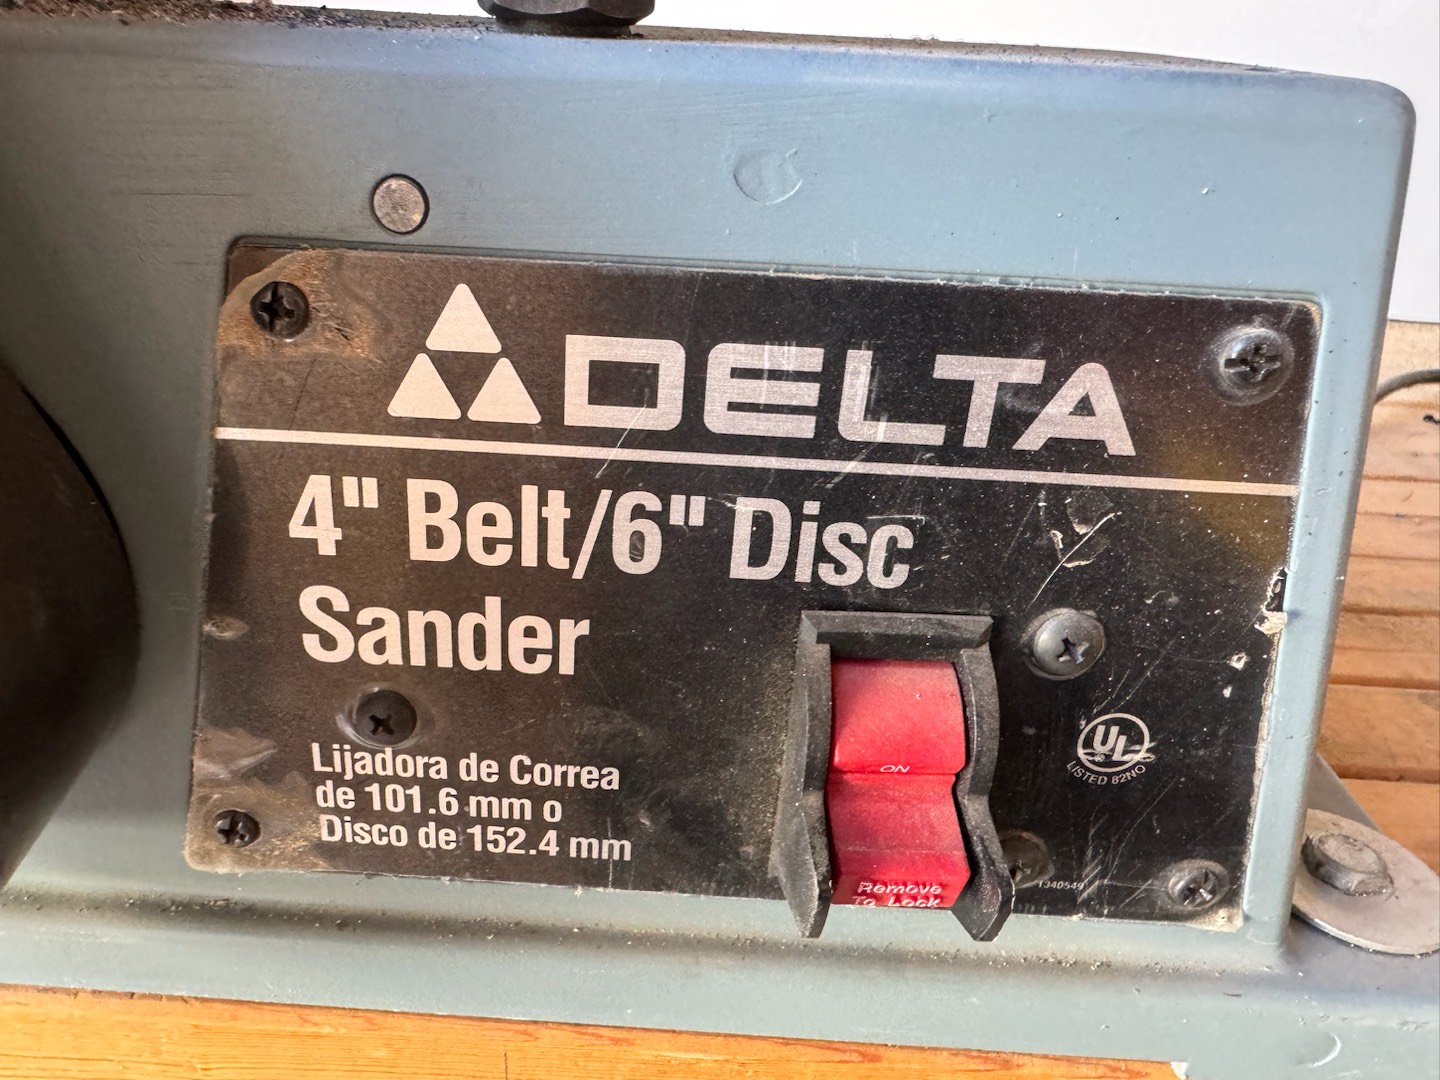 DELTA
4" Belt/6" Disc
Sander
Lijadora de Correa
de 101.6 mm o
Disco de 152.4 mm
ON
Remove
To Lock
UL
LISTED 82NO
1340549